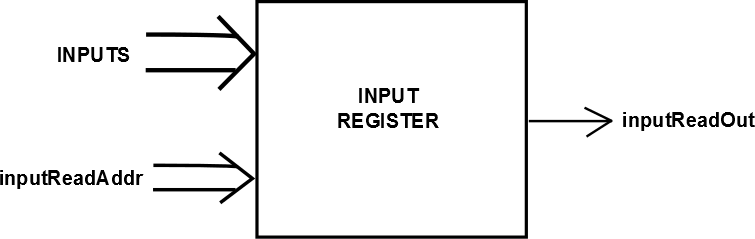 INPUTS
INPUT
REGISTER
inputReadOut
inputReadAddr